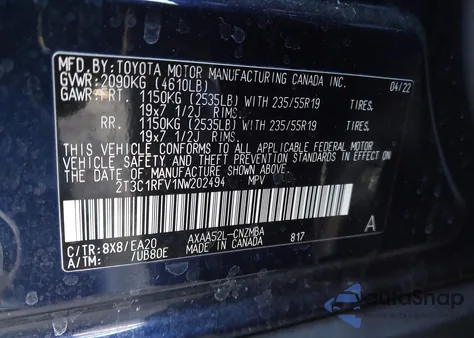 MFD. BY: TOYOTA MOTOR MANUFACTURING CANADA INC.
GVWR: 2090KG (4610LB) 04/22
GAWR: FRT. 1150KG (2535LB) WITH 235/55R19 TIRES,
19x7 1/2J RIMS.
RR. 1150KG (2535LB) WITH 235/55R19 TIRES,
19x7 1/2J RIMS.
THIS VEHICLE CONFORMS TO ALL APPLICABLE FEDERAL MOTOR
VEHICLE SAFETY AND THEFT PREVENTION STANDARDS IN EFFECT ON
THE DATE OF MANUFACTURE SHOWN ABOVE.
2T3C1RFV1NW202494 MPV
C/TR: 8X8/EA20 AXAA52L-CNZMBA A
A/TM: /UB80E MADE IN CANADA 817
autoSnap